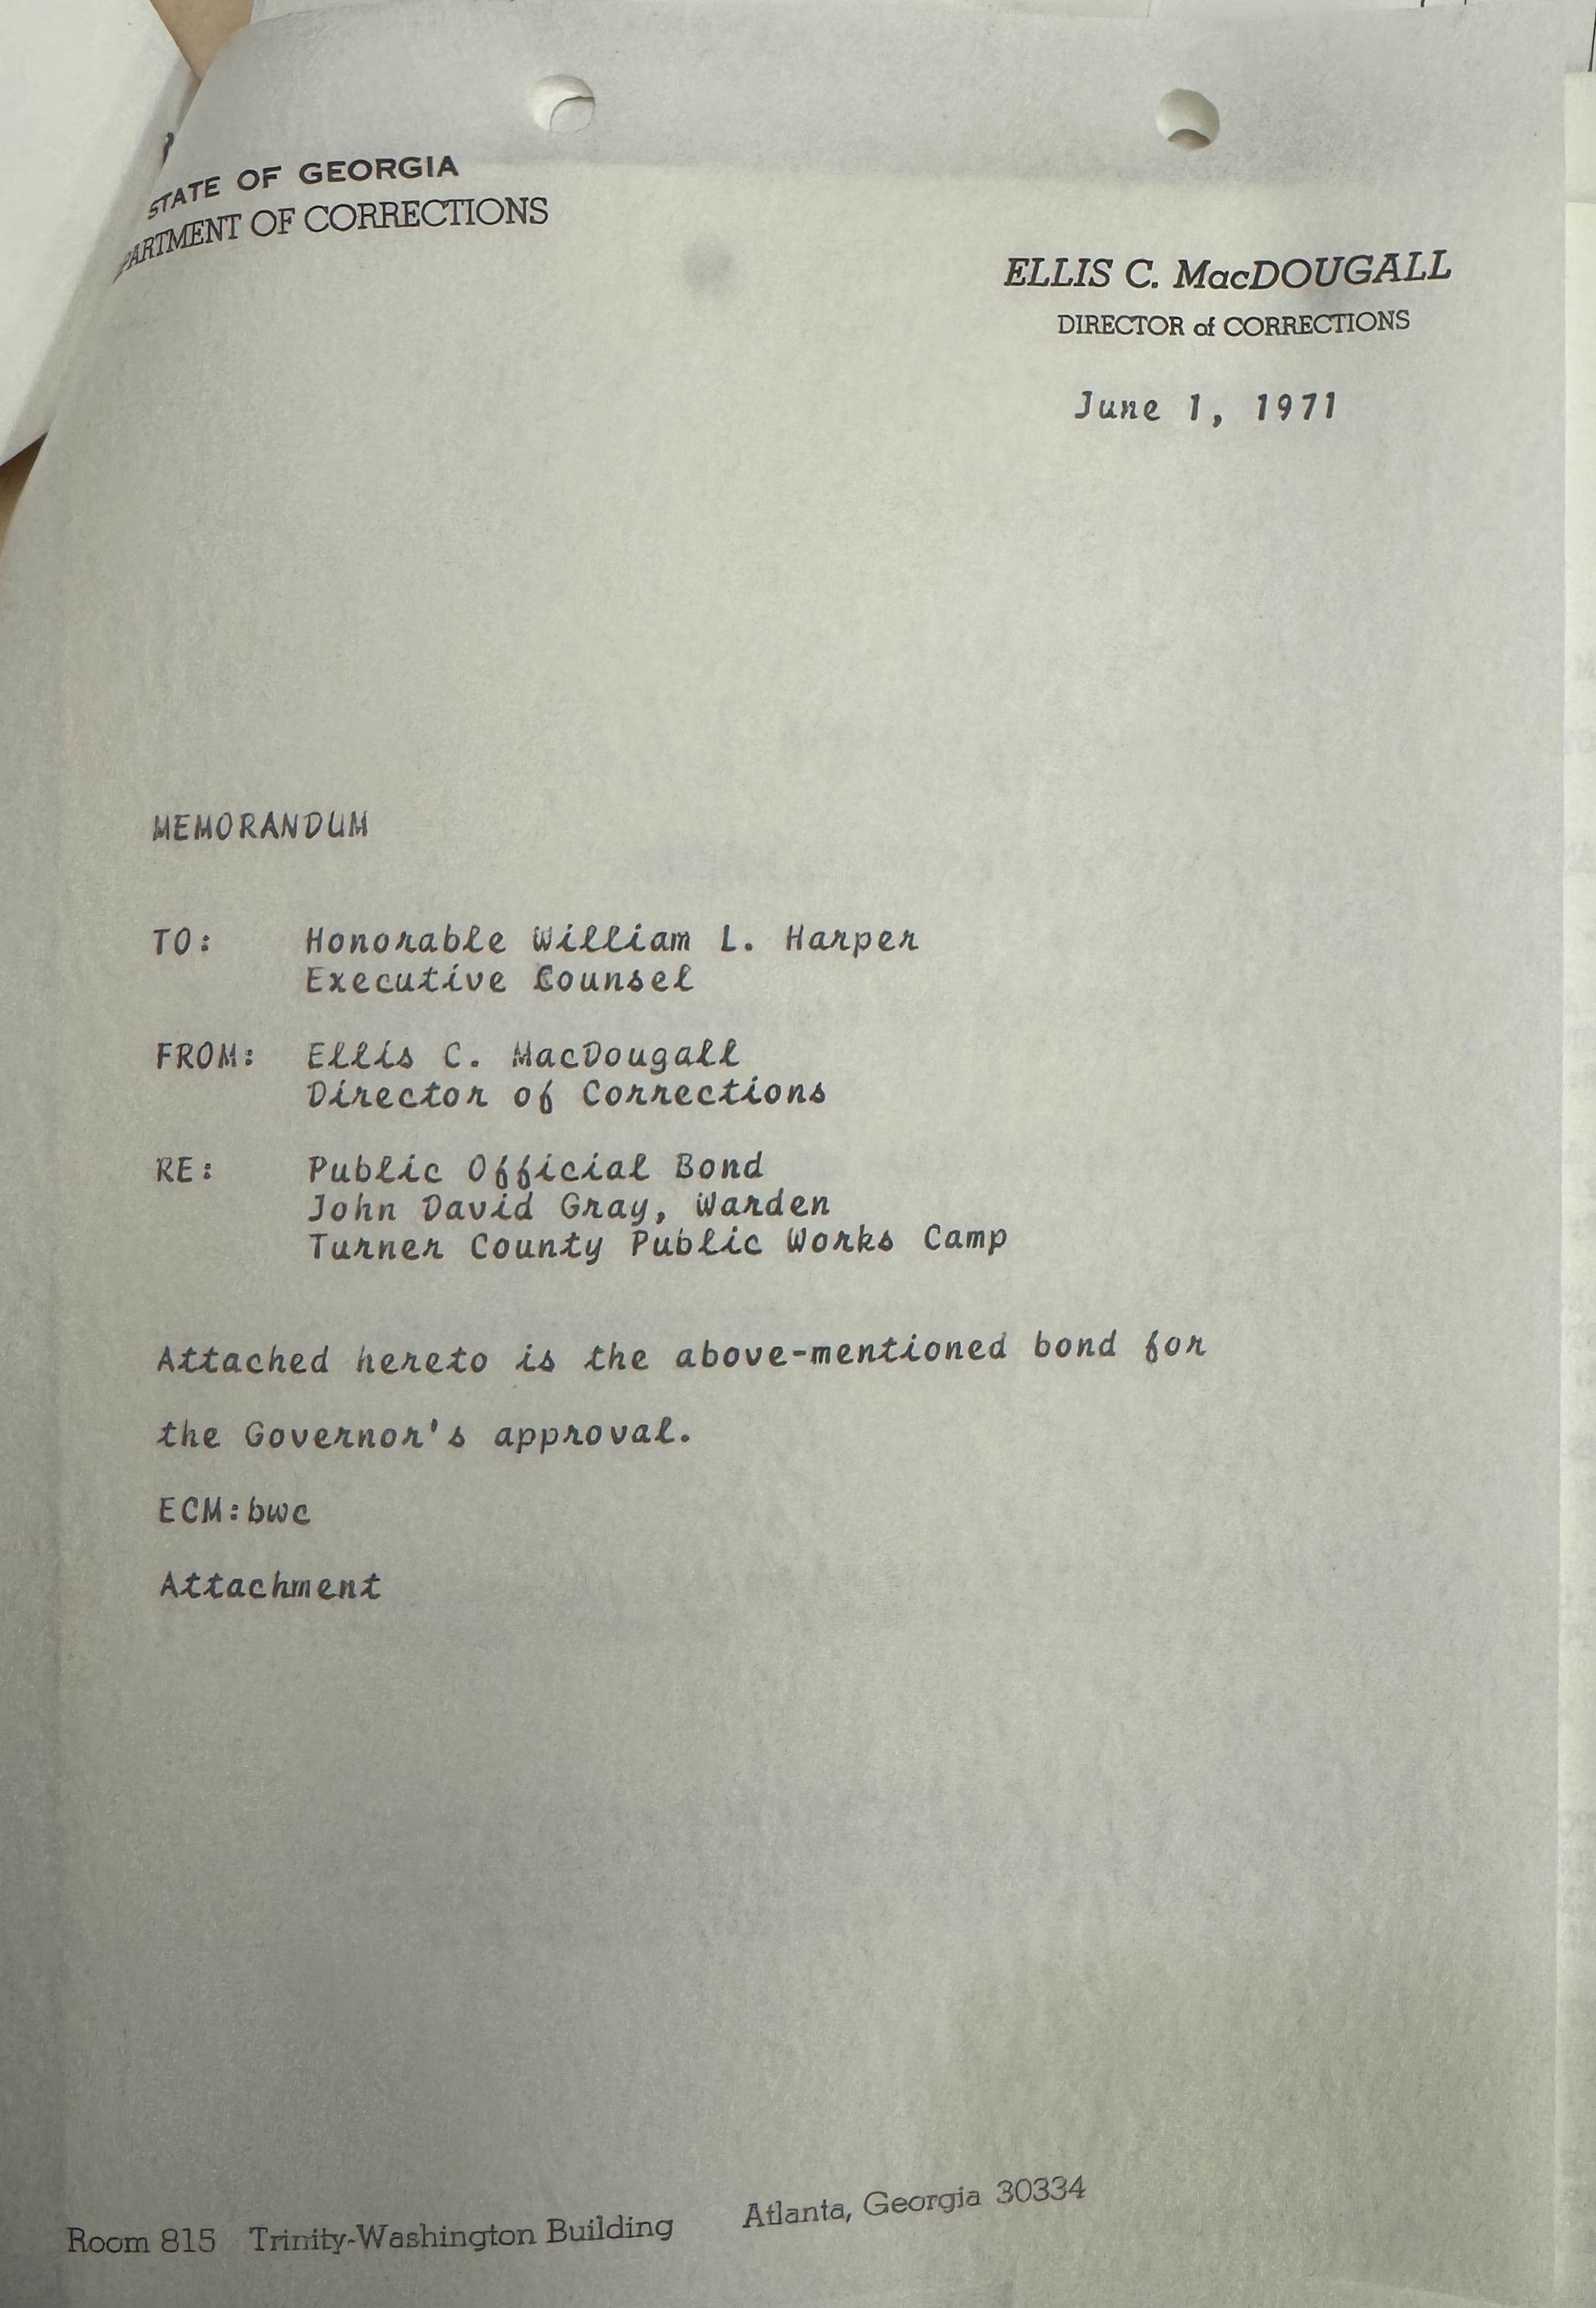 STATE OF GEORGIA
PARTMENT OF CORRECTIONS
ELLIS C. MacDOUGALL
DIRECTOR of CORRECTIONS
June 1, 1971
MEMORANDUM
TO: Honorable William L. Harper
Executive Counsel
FROM: Ellis C. MacDougall
Director of Corrections
RE: Public Official Bond
John David Gray, Warden
Turner County Public Works Camp
Attached hereto is the above-mentioned bond for
the Governor's approval.
ECM:bwc
Attachment
Room 815 Trinity-Washington Building Atlanta, Georgia 30334